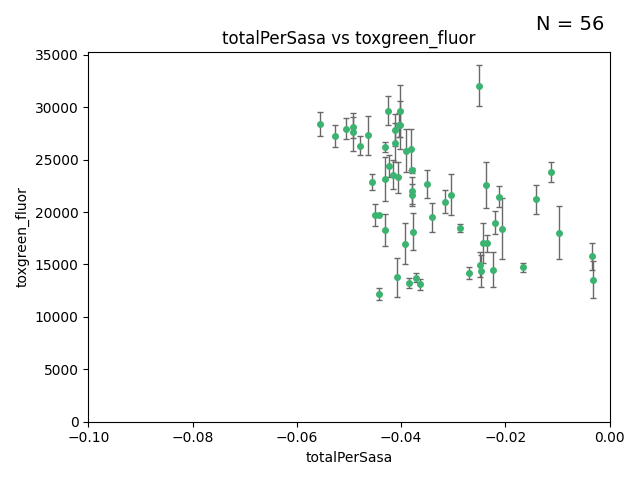 N = 56
totalPerSasa vs toxgreen_fluor
35000
30000
25000
20000
15000
10000
5000
0
toxgreen_fluor
−0.10 −0.08 −0.06 −0.04 −0.02 0.00
totalPerSasa